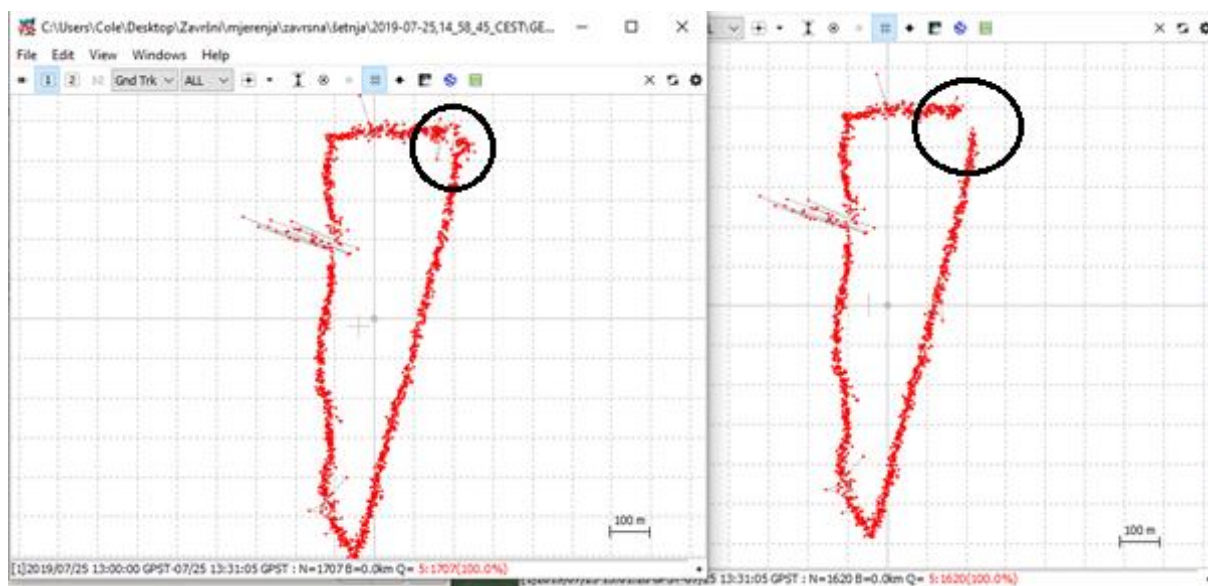 C:\Users\Cole\Desktop\Završni\mjerenja\zavrsna\šetnja\2019-07-25,14_58_45_CEST\GE...
File Edit View Windows Help
1 2 Gnd Trk ALL
100 m
[1]2019/07/25 13:00:00 GPST-07/25 13:31:05 GPST : N=1707 B=0.0km Q= 5:1707(100.0%)
100 m
13:31:05 GPST : N=1620 B=0.0km Q= 5:1620(100.0%)